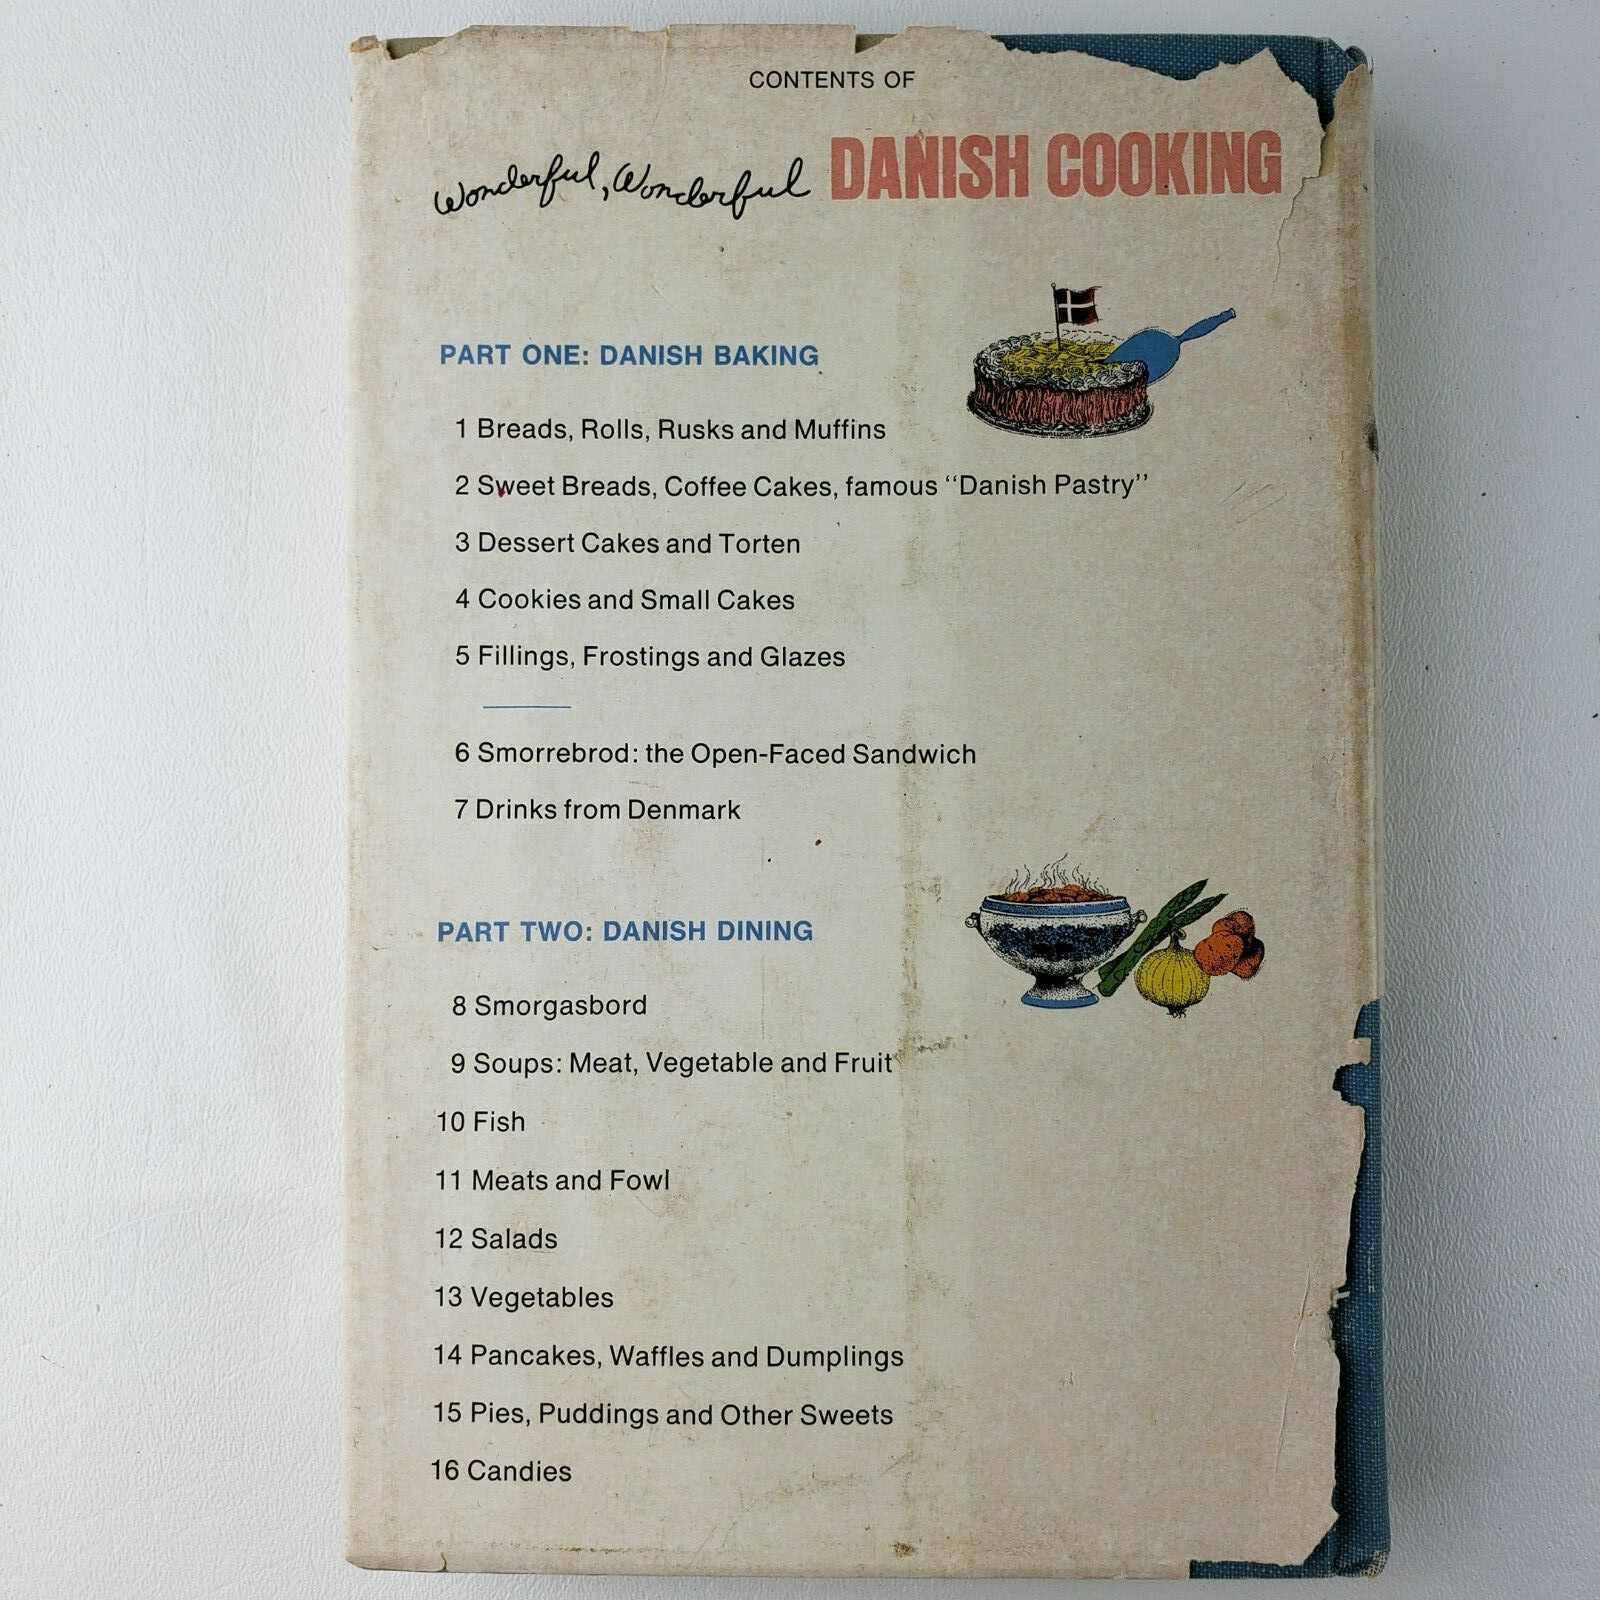 CONTENTS OF
Wonderful, Wonderful DANISH COOKING
PART ONE: DANISH BAKING
1 Breads, Rolls, Rusks and Muffins
2 Sweet Breads, Coffee Cakes, famous “Danish Pastry”
3 Dessert Cakes and Torten
4 Cookies and Small Cakes
5 Fillings, Frostings and Glazes
6 Smorrebrod: the Open-Faced Sandwich
7 Drinks from Denmark
PART TWO: DANISH DINING
8 Smorgasbord
9 Soups: Meat, Vegetable and Fruit
10 Fish
11 Meats and Fowl
12 Salads
13 Vegetables
14 Pancakes, Waffles and Dumplings
15 Pies, Puddings and Other Sweets
16 Candies